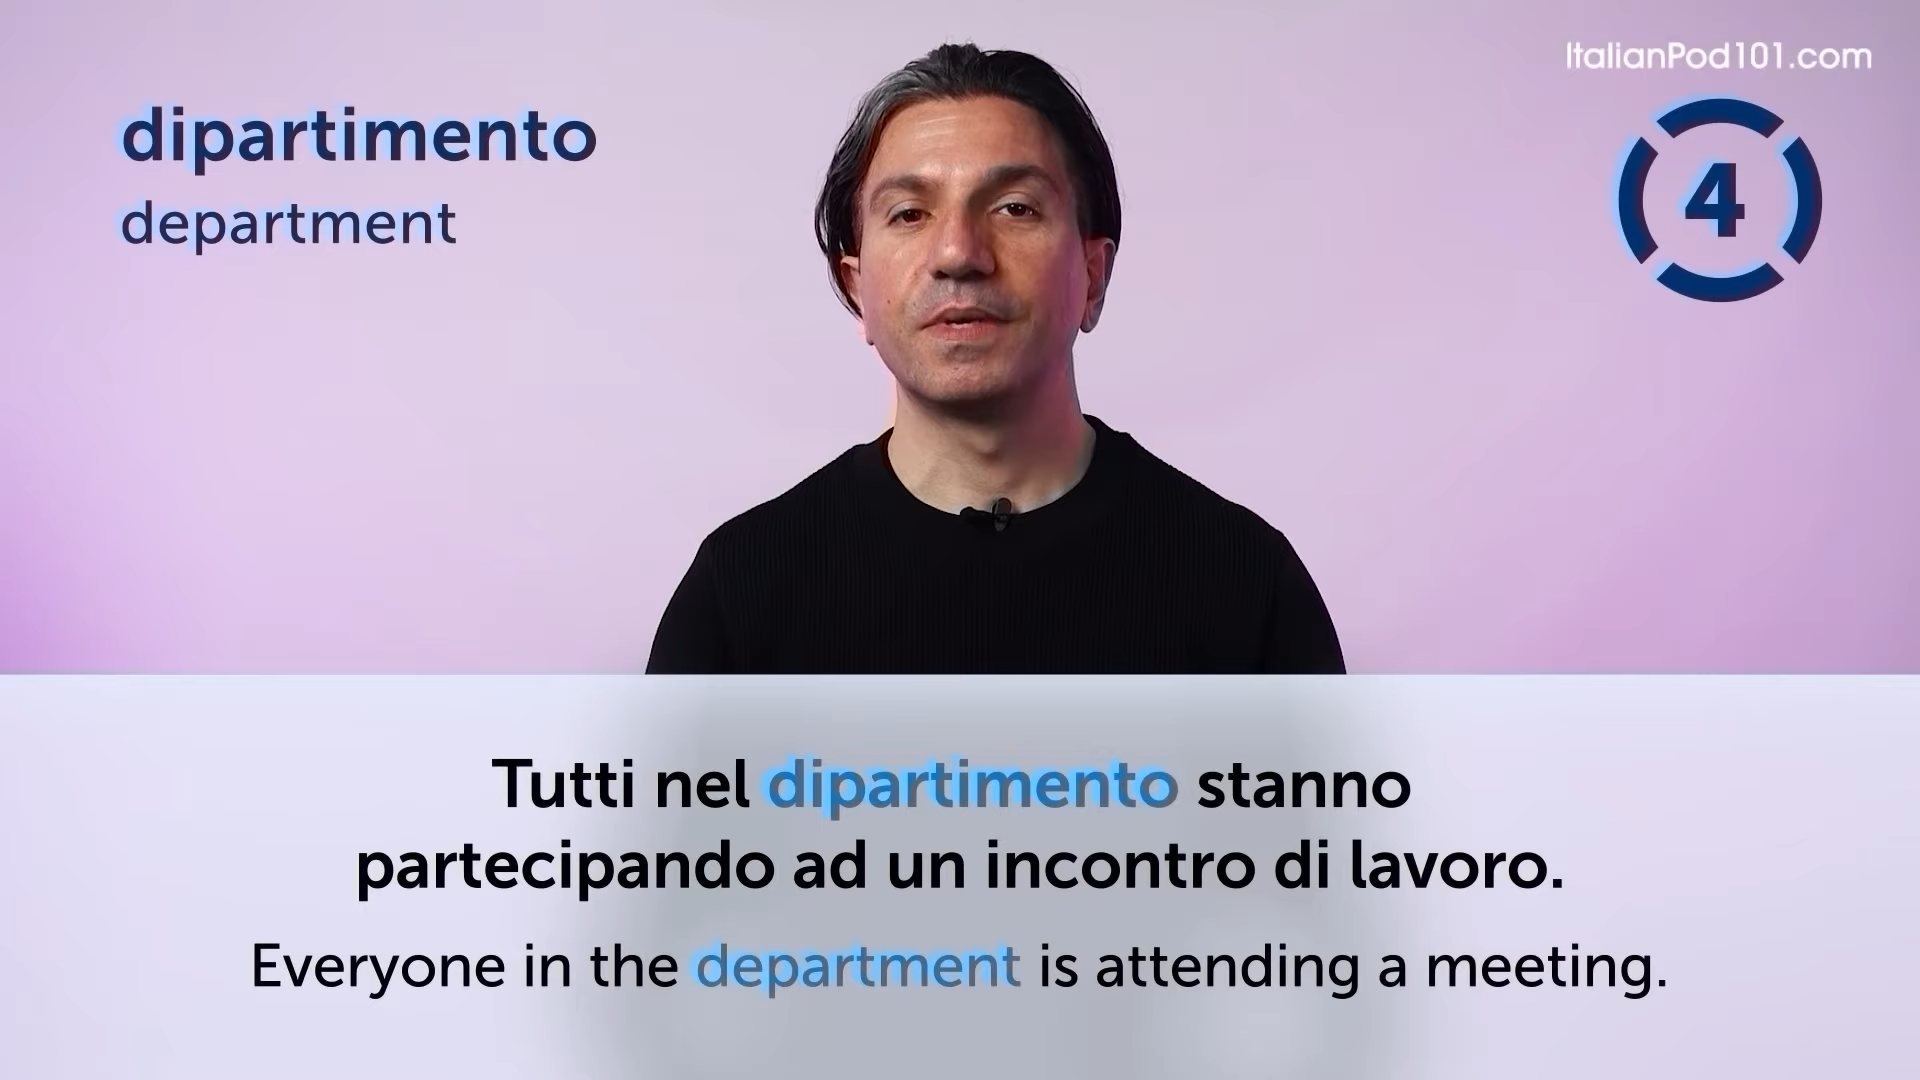 ItalianPod101.com
dipartimento
department
4
Tutti nel dipartimento stanno
partecipando ad un incontro di lavoro.
Everyone in the department is attending a meeting.